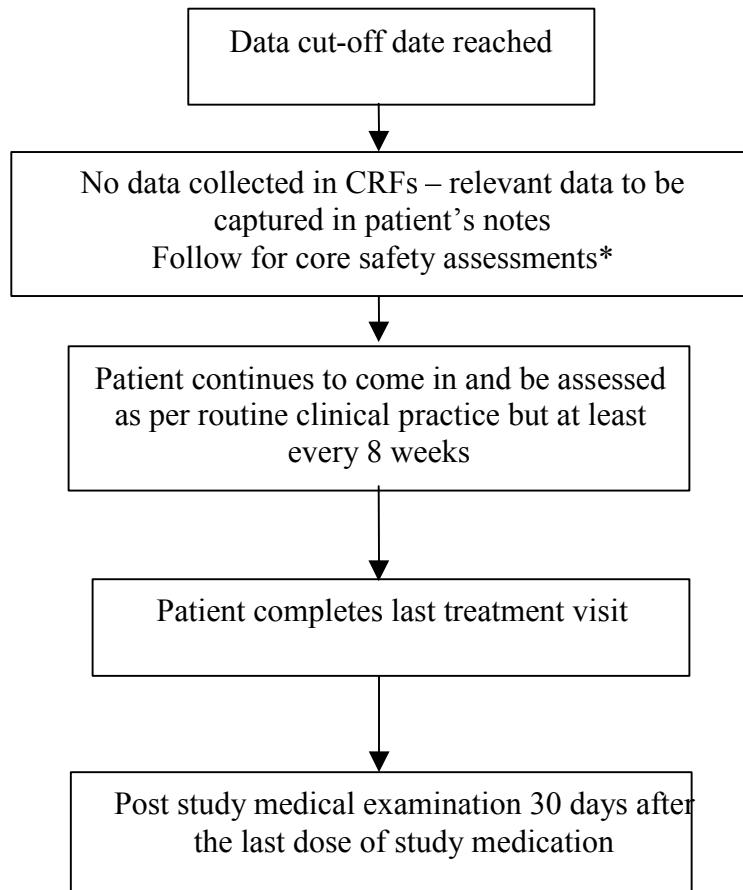 Data cut-off date reached
No data collected in CRFs – relevant data to be
captured in patient’s notes
Follow for core safety assessments*
Patient continues to come in and be assessed
as per routine clinical practice but at least
every 8 weeks
Patient completes last treatment visit
Post study medical examination 30 days after
the last dose of study medication